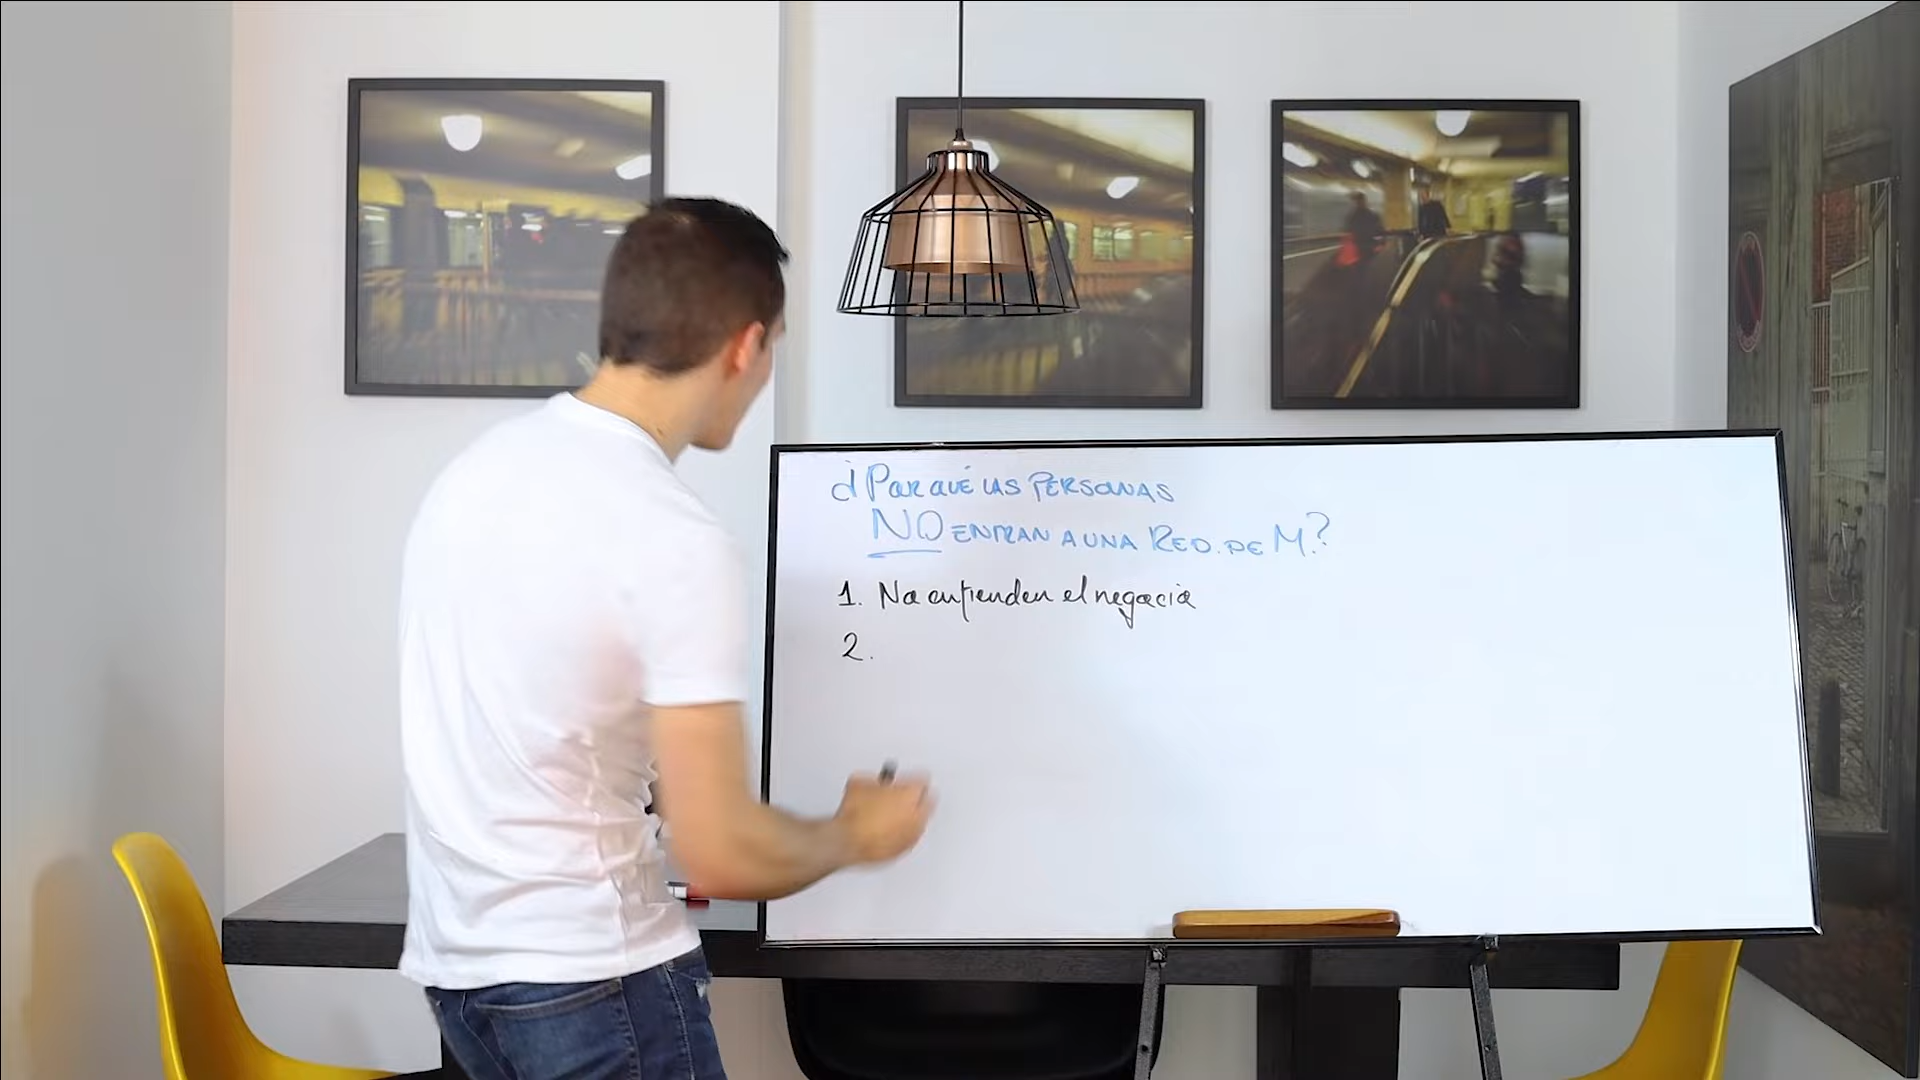 ¿Por qué las personas
NO entran a una Red. de M.?
1. No entienden el negocio
2.